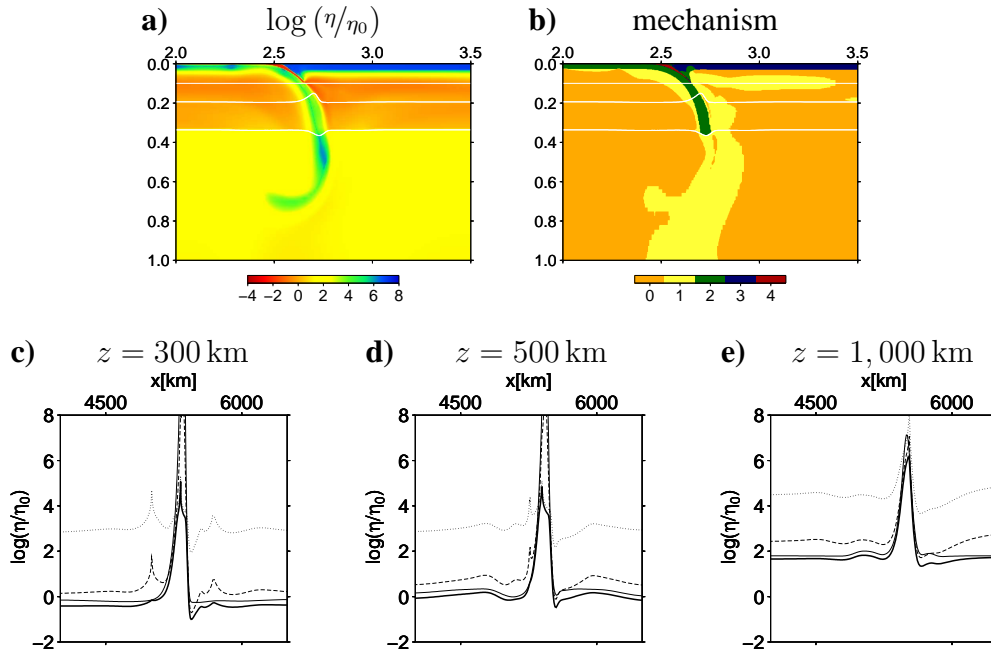 a) log (η/η0)
b) mechanism
2.0 2.5 3.0 3.5
2.0 2.5 3.0 3.5
0.0
0.2
0.4
0.6
0.8
1.0
0.0
0.2
0.4
0.6
0.8
1.0
−4 −2 0 2 4 6 8
0 1 2 3 4
c) z = 300 km
d) z = 500 km
e) z = 1,000 km
x[km]
x[km]
x[km]
4500 6000
4500 6000
4500 6000
8
6
4
2
0
−2
log(η/η0)
8
6
4
2
0
−2
log(η/η0)
8
6
4
2
0
−2
log(η/η0)